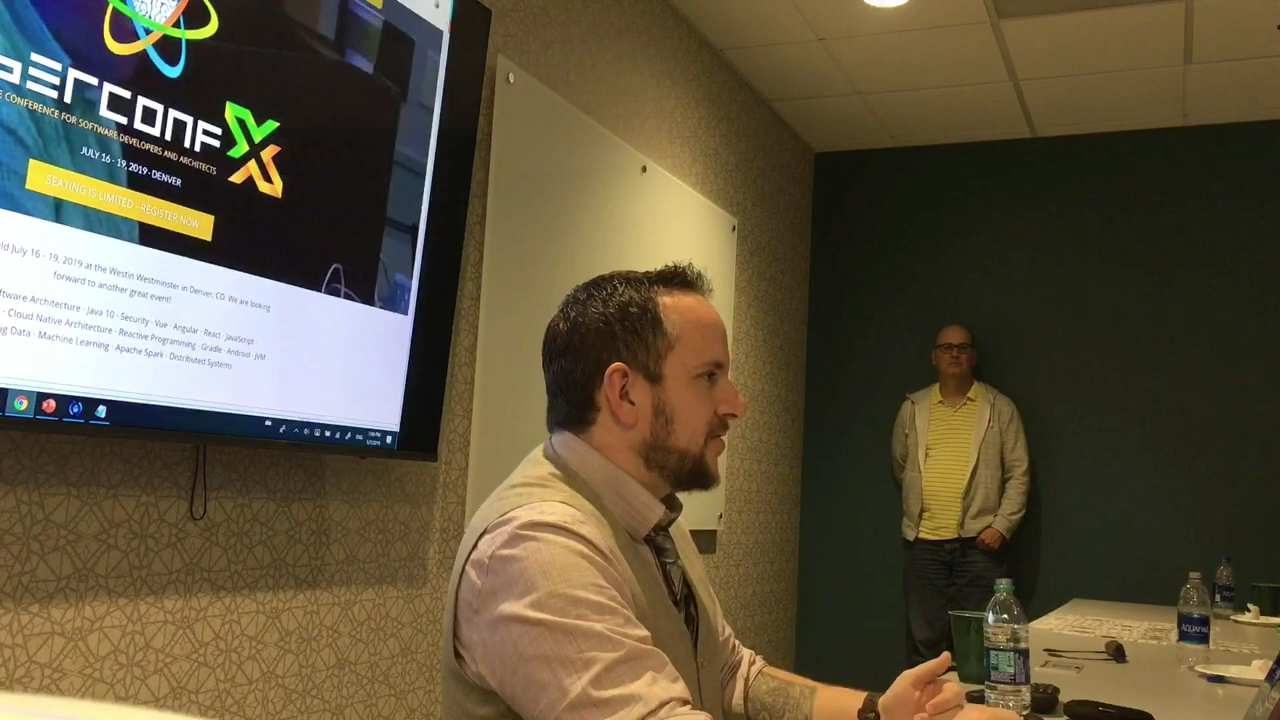 ERCONF X
E CONFERENCE FOR SOFTWARE DEVELOPERS AND ARCHITECTS
JULY 16 - 19, 2019 - DENVER
SEATING IS LIMITED - REGISTER NOW
ld July 16 - 19, 2019 at the Westin Westminster in Denver, CO. We are looking
forward to another great event!
ftware Architecture · Java 10 · Security · Vue · Angular · React · JavaScript ·
· Cloud Native Architecture · Reactive Programming · Gradle · Android · JVM
ig Data · Machine Learning · Apache Spark · Distributed Systems
ENG
AQUAFINA